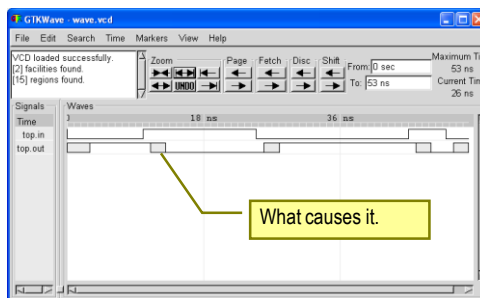 GTKWave - wave.vcd
File Edit Search Time Markers View Help
VCD loaded successfully.
[2] facilities found.
[15] regions found.
Zoom
UNDO
Page
Fetch
Disc
Shift
From: 0 sec
To: 53 ns
Maximum Ti
53 ns
Current Tim
26 ns
Signals
Waves
Time
18 ns
36 ns
top.in
top.out
What causes it.